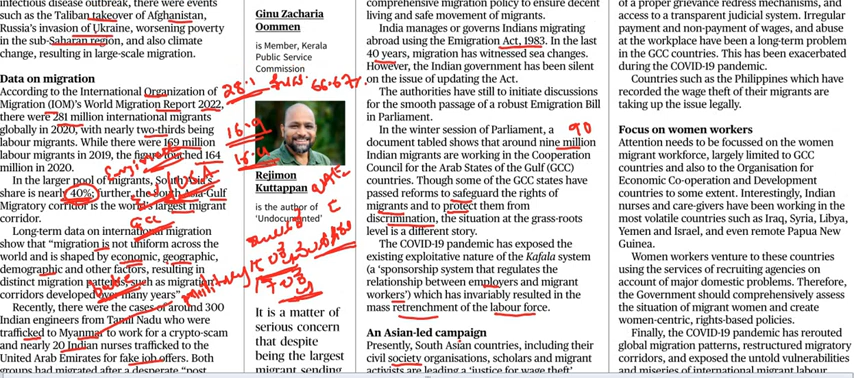 infectious disease outbreak, there were
events such as the Taliban takeover of Afghanistan,
Russia's invasion of Ukraine, worsening poverty
in the sub-Saharan region, and also climate
change, resulting in large-scale migration.
Data on migration
According to the International Organization of
Migration (IOM)'s World Migration Report 2022,
there were 281 million international migrants
globally in 2020, with nearly two-thirds being
labour migrants. While there were 169 million
labour migrants in 2019, the figure touched 164
million in 2020.
In the larger pool of migrants, South Asia's
share is nearly 40%; further, the South Asia-Gulf
Migratory corridor is the world's largest migrant
corridor.
Long-term data on international migration
show that "migration is not uniform across the
world and is shaped by economic, geographic,
demographic and other factors, resulting in
distinct migration patterns, such as migration
corridors developed over many years".
Recently, there were the cases of around 300
Indian engineers from Tamil Nadu who were
trafficked to Myanmar to work for a crypto-scam
and nearly 20 Indian nurses trafficked to the
United Arab Emirates for fake job offers. Both
groups had migrated after a desperate "post
Ginu Zacharia
Oommen
is Member, Kerala
Public Service
Commission
28.1
66.67%
16.9
16.4
GCC
Rejimon
Kuttappan
is the author of
'Undocumented'
It is a matter of
serious concern
that despite
being the largest
migrant sending
comprehensive migration policy to ensure decent
living and safe movement of migrants.
India manages or governs Indians migrating
abroad using the Emigration Act, 1983. In the last
40 years, migration has witnessed sea changes.
However, the Indian government has been silent
on the issue of updating the Act.
The authorities have still to initiate discussions
for the smooth passage of a robust Emigration Bill
in Parliament.
90
In the winter session of Parliament, a
document tabled shows that around nine million
Indian migrants are working in the Cooperation
Council for the Arab States of the Gulf (GCC)
countries. Though some of the GCC states have
passed reforms to safeguard the rights of
migrants and to protect them from
discrimination, the situation at the grass-roots
level is a different story.
The COVID-19 pandemic has exposed the
existing exploitative nature of the Kafala system
(a 'sponsorship system that regulates the
relationship between employers and migrant
workers') which has invariably resulted in the
mass retrenchment of the labour force.
An Asian-led campaign
Presently, South Asian countries, including their
civil society organisations, scholars and migrant
activists are leading a 'justice for wage theft'
of a proper grievance redress mechanisms, and
access to a transparent judicial system. Irregular
payment and non-payment of wages, and abuse
at the workplace have been a long-term problem
in the GCC countries. This has been exacerbated
during the COVID-19 pandemic.
Countries such as the Philippines which have
recorded the wage theft of their migrants are
taking up the issue legally.
Focus on women workers
Attention needs to be focussed on the women
migrant workforce, largely limited to GCC
countries and also to the Organisation for
Economic Co-operation and Development
countries to some extent. Interestingly, Indian
nurses and care-givers have been working in the
most volatile countries such as Iraq, Syria, Libya,
Yemen and Israel, and even remote Papua New
Guinea.
Women workers venture to these countries
using the services of recruiting agencies on
account of major domestic problems. Therefore,
the Government should comprehensively assess
the situation of migrant women and create
women-centric, rights-based policies.
Finally, the COVID-19 pandemic has rerouted
global migration patterns, restructured migratory
corridors, and exposed the untold vulnerabilities
and miseries of international migrant labour